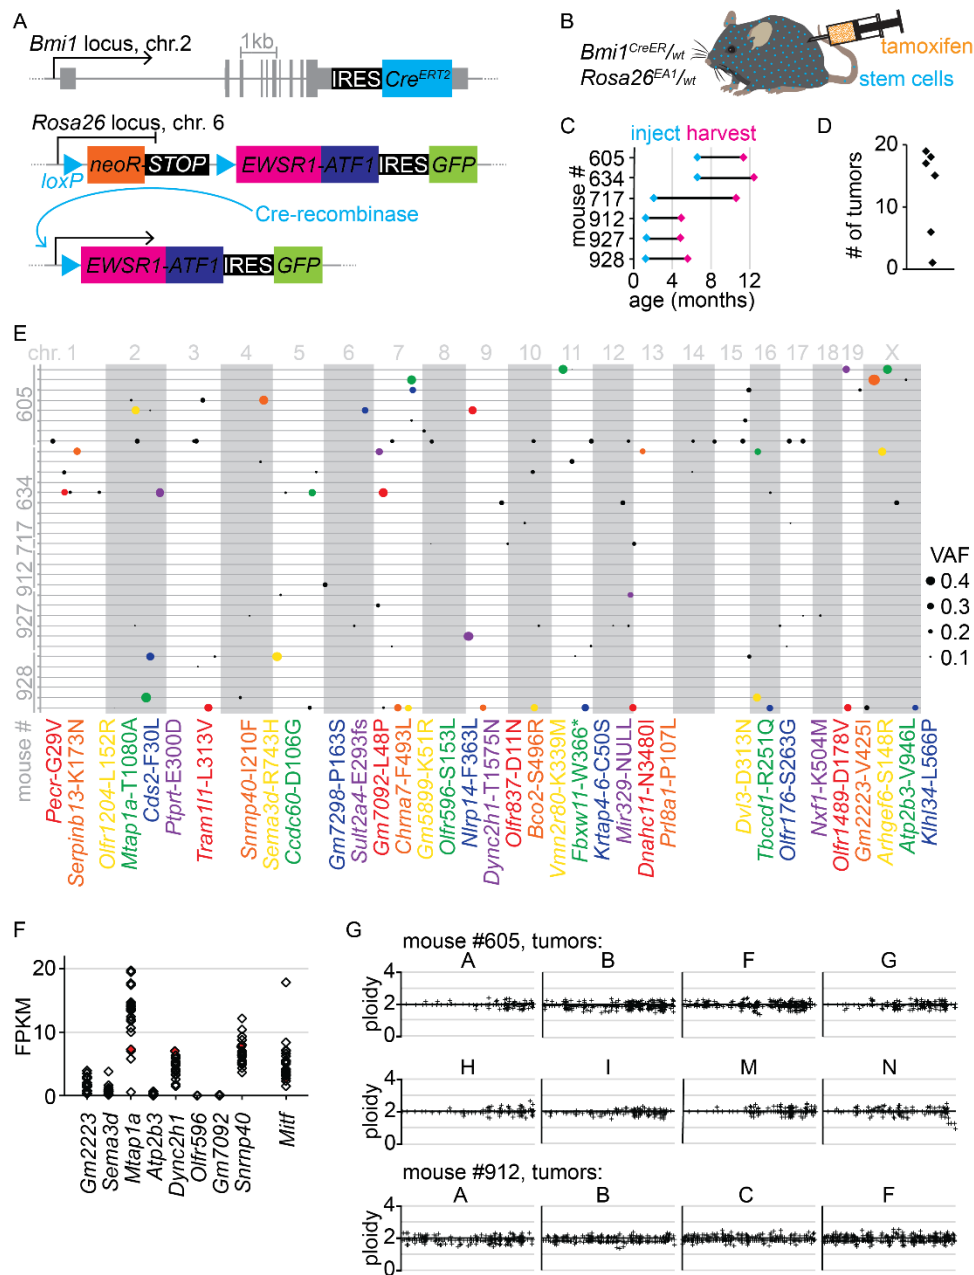 A
Bmi1 locus, chr.2
1kb
IRES
Cre^ERT2
Rosa26 locus, chr. 6
loxP
neoR-STOP
EWSR1-ATF1
IRES
GFP
Cre-recombinase
EWSR1-ATF1
IRES
GFP
B
Bmi1^CreER/wt
Rosa26^EA1/wt
tamoxifen
stem cells
C
inject harvest
mouse #
605
634
717
912
927
928
0 4 8 12
age (months)
D
# of tumors
20
10
0
E
chr. 1 2 3 4 5 6 7 8 9 10 11 12 13 15 16 17 18 19 X
605
634
717
912
927
928
mouse #
VAF
0.4
0.3
0.2
0.1
Pecr-G29V
Serpinb13-K173N
Olfr1204-L152R
Mtap1a-T1080A
Cds2-F30L
Ptprt-E300D
Tram1l1-L313V
Snrnp40-I210F
Sema3d-R743H
Ccdc60-D106G
Gm7298-P163S
Sult2a4-E293fs
Gm7092-L48P
Chrna7-F493L
Gm5899-K51R
Olfr596-S153L
Nlrp14-F363L
Dync2h1-T1575N
Olfr837-D11N
Bco2-S496R
Vmn2r80-K339M
Fbxw11-W366*
Krtap4-6-C50S
Mir329-NULL
Dnahc11-N3480I
Prl8a1-P107L
Dvl3-D313N
Tbccd1-R251Q
Olfr176-S263G
Nxf1-K504M
Olfr1489-D178V
Gm2223-V425I
Arhgef6-S148R
Atp2b3-V946L
Klhl34-L566P
F
FPKM
20
10
0
Gm2223
Sema3d
Mtap1a
Atp2b3
Dync2h1
Olfr596
Gm7092
Snrnp40
Mitf
G
mouse #605, tumors:
A B F G
ploidy
4
2
0
H I M N
ploidy
4
2
0
mouse #912, tumors:
A B C F
ploidy
4
2
0